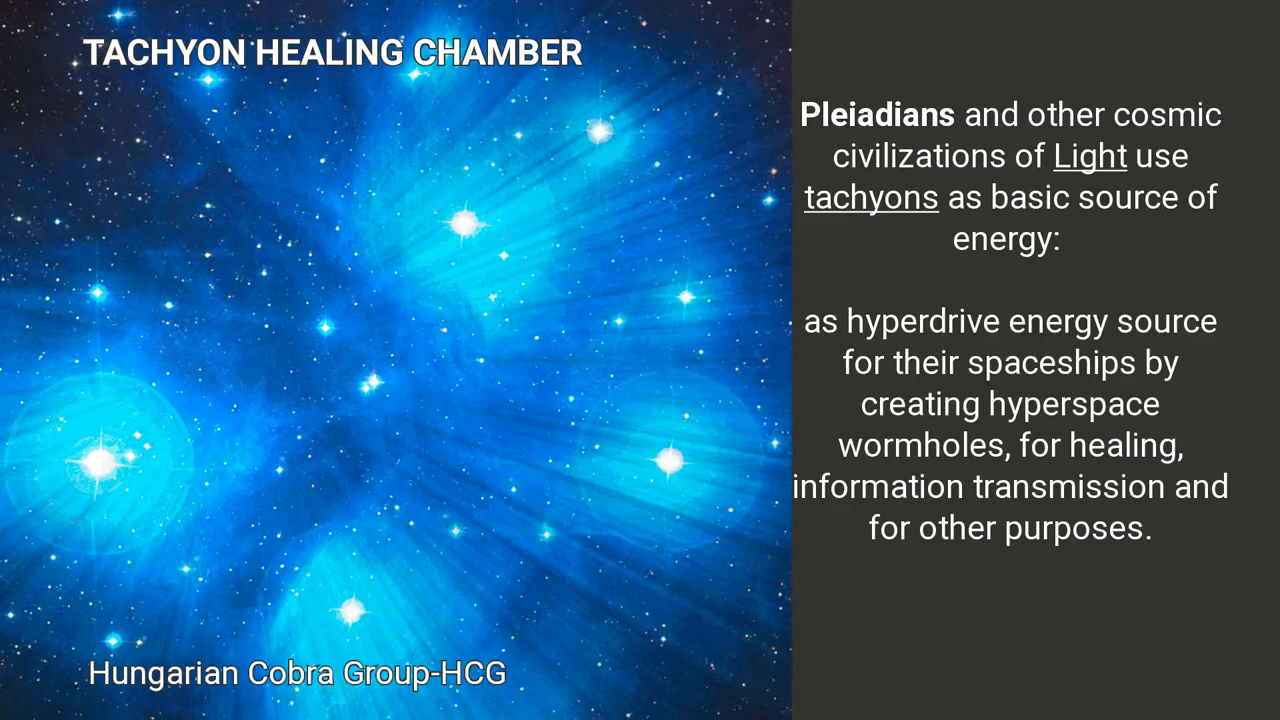 TACHYON HEALING CHAMBER
Pleiadians and other cosmic
civilizations of Light use
tachyons as basic source of
energy:
as hyperdrive energy source
for their spaceships by
creating hyperspace
wormholes, for healing,
information transmission and
for other purposes.
Hungarian Cobra Group-HCG